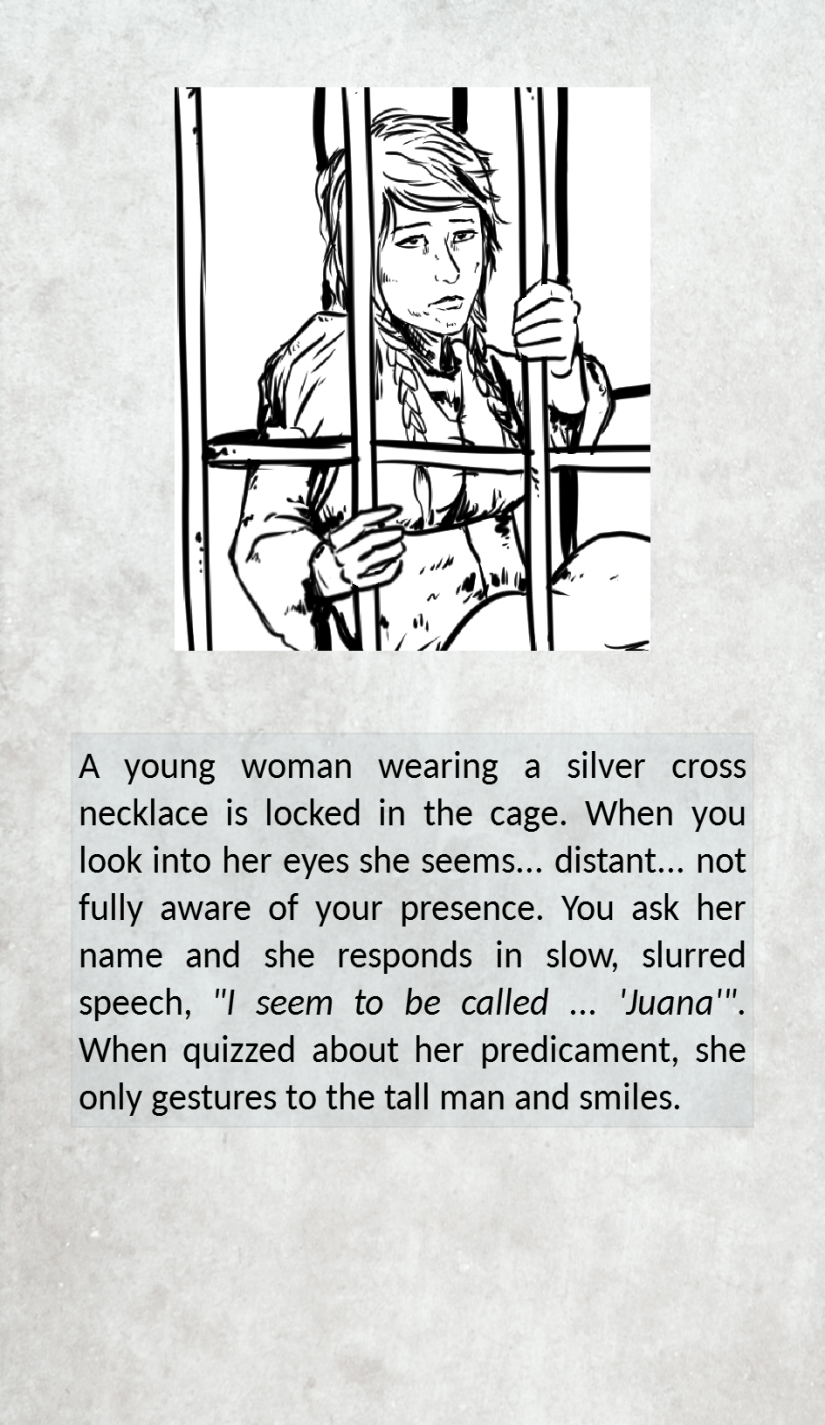 A young woman wearing a silver cross
necklace is locked in the cage. When you
look into her eyes she seems... distant... not
fully aware of your presence. You ask her
name and she responds in slow, slurred
speech, "I seem to be called ... 'Juana'".
When quizzed about her predicament, she
only gestures to the tall man and smiles.